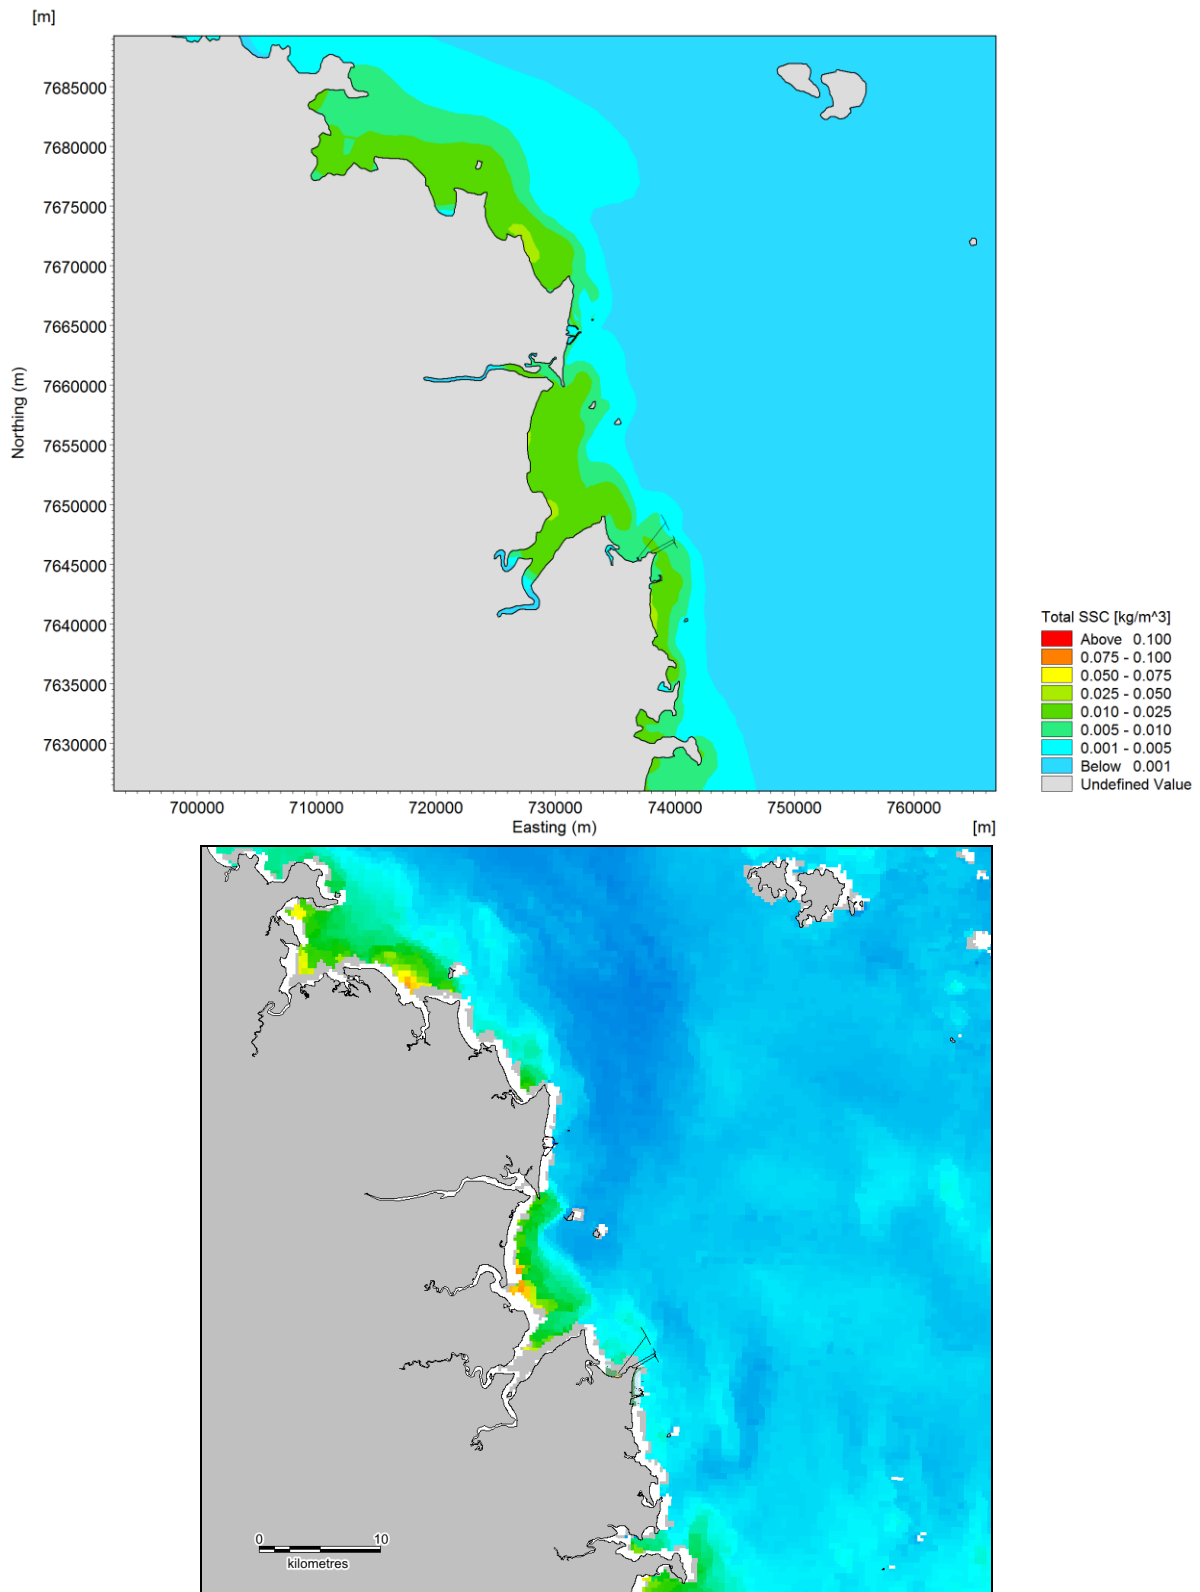 [m]
7685000
7680000
7675000
7670000
7665000
7660000
7655000
7650000
7645000
7640000
7635000
7630000
Northing (m)
700000 710000 720000 730000 740000 750000 760000
Easting (m) [m]
Total SSC [kg/m^3]
Above 0.100
0.075 - 0.100
0.050 - 0.075
0.025 - 0.050
0.010 - 0.025
0.005 - 0.010
0.001 - 0.005
Below 0.001
Undefined Value
0 10
kilometres